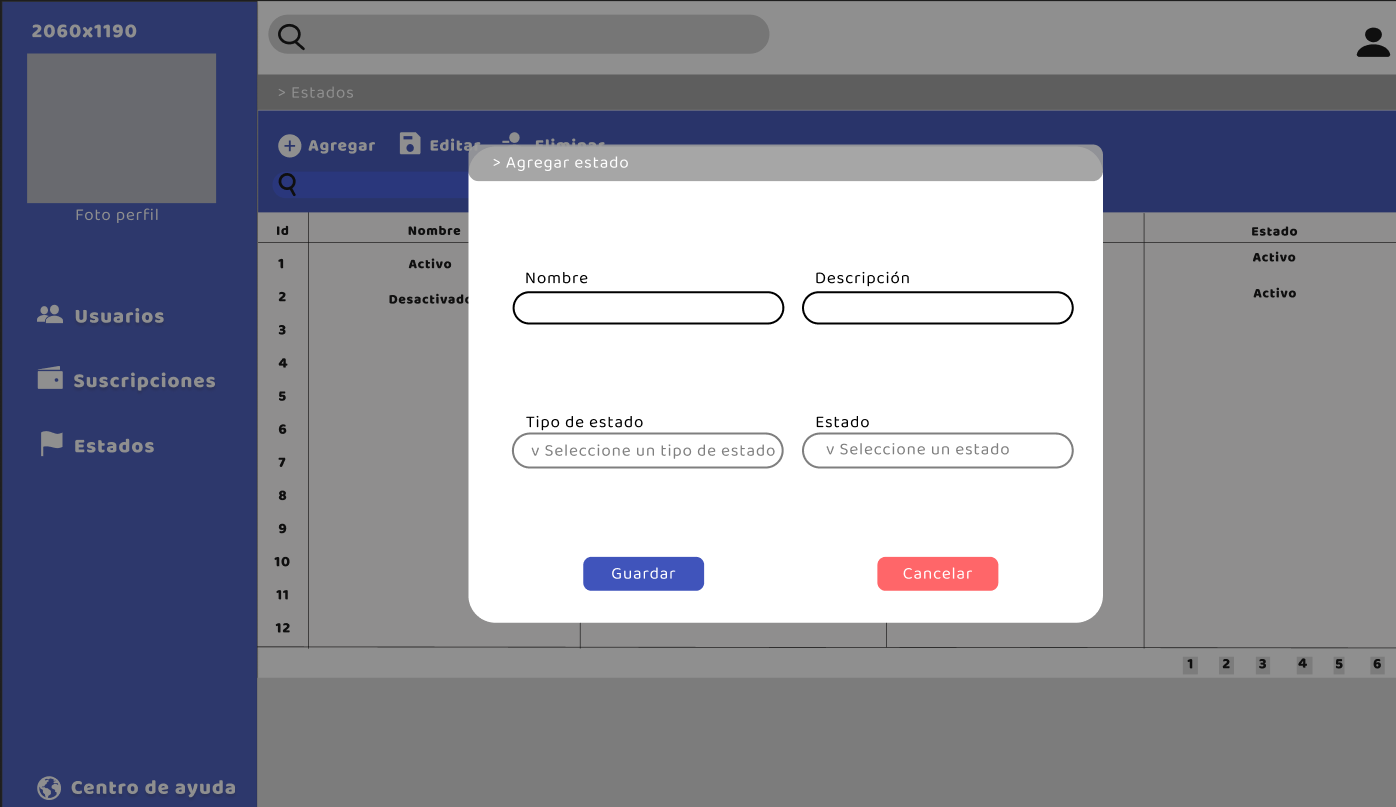 2060x1190
Foto perfil
Usuarios
Suscripciones
Estados
Centro de ayuda
> Estados
Agregar Editar Eliminar
Id Nombre Estado
1 Activo Activo
2 Desactivado Activo
3
4
5
6
7
8
9
10
11
12
1 2 3 4 5 6
> Agregar estado
Nombre Descripción
Tipo de estado Estado
v Seleccione un tipo de estado v Seleccione un estado
Guardar Cancelar